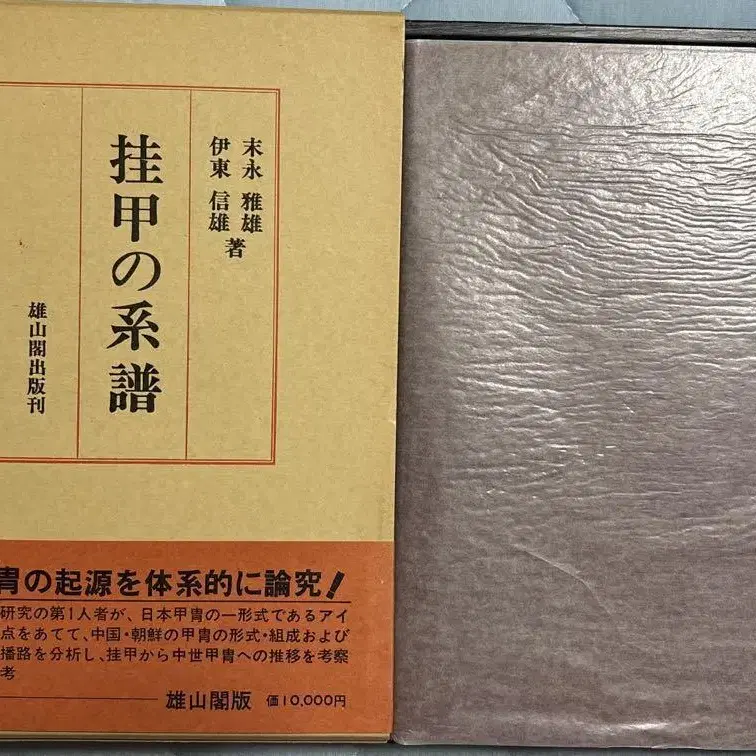 末永 雅雄
伊東 信雄
著
挂甲の系譜
雄山閣出版刊
冑の起源を体系的に論究！
研究の第1人者が、日本甲冑の一形式であるアイ
点をあてて、中国・朝鮮の甲冑の形式・組成および
播路を分析し、挂甲から中世甲冑への推移を考察
考
雄山閣版 価10,000円